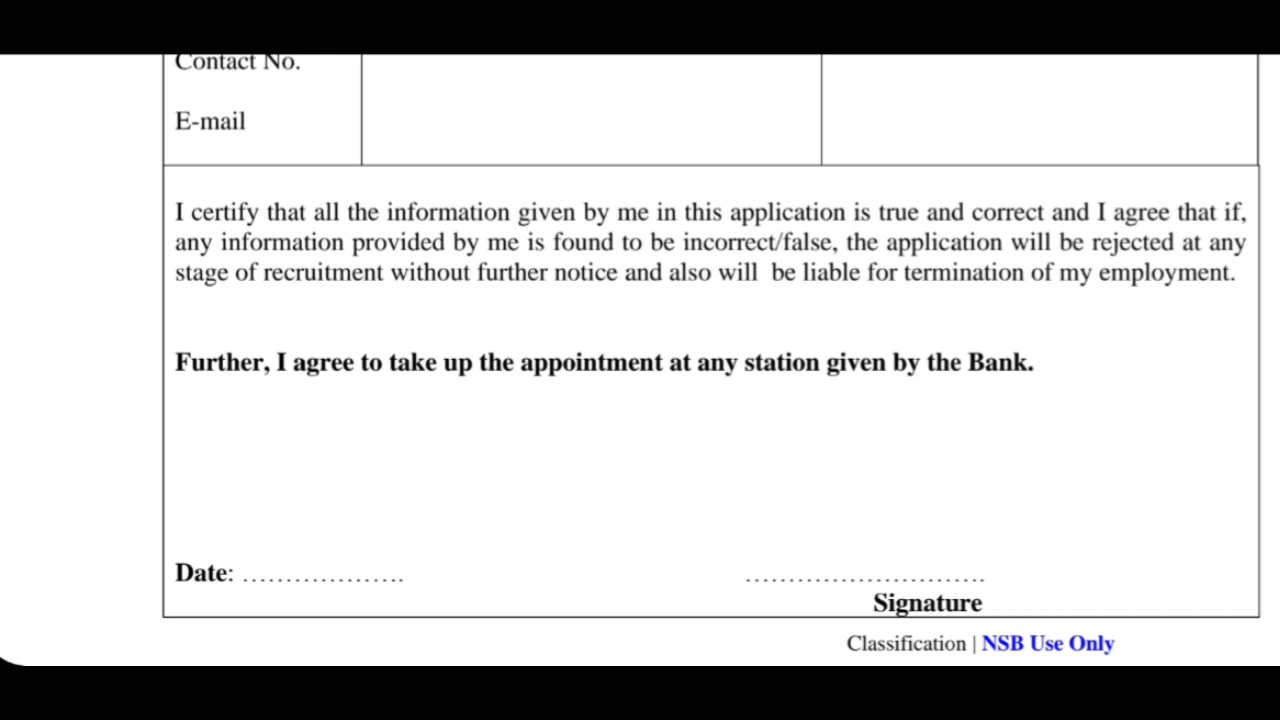 Contact No.
E-mail
I certify that all the information given by me in this application is true and correct and I agree that if,
any information provided by me is found to be incorrect/false, the application will be rejected at any
stage of recruitment without further notice and also will  be liable for termination of my employment.
Further, I agree to take up the appointment at any station given by the Bank.
Date: ................... ............................
Signature
Classification | NSB Use Only